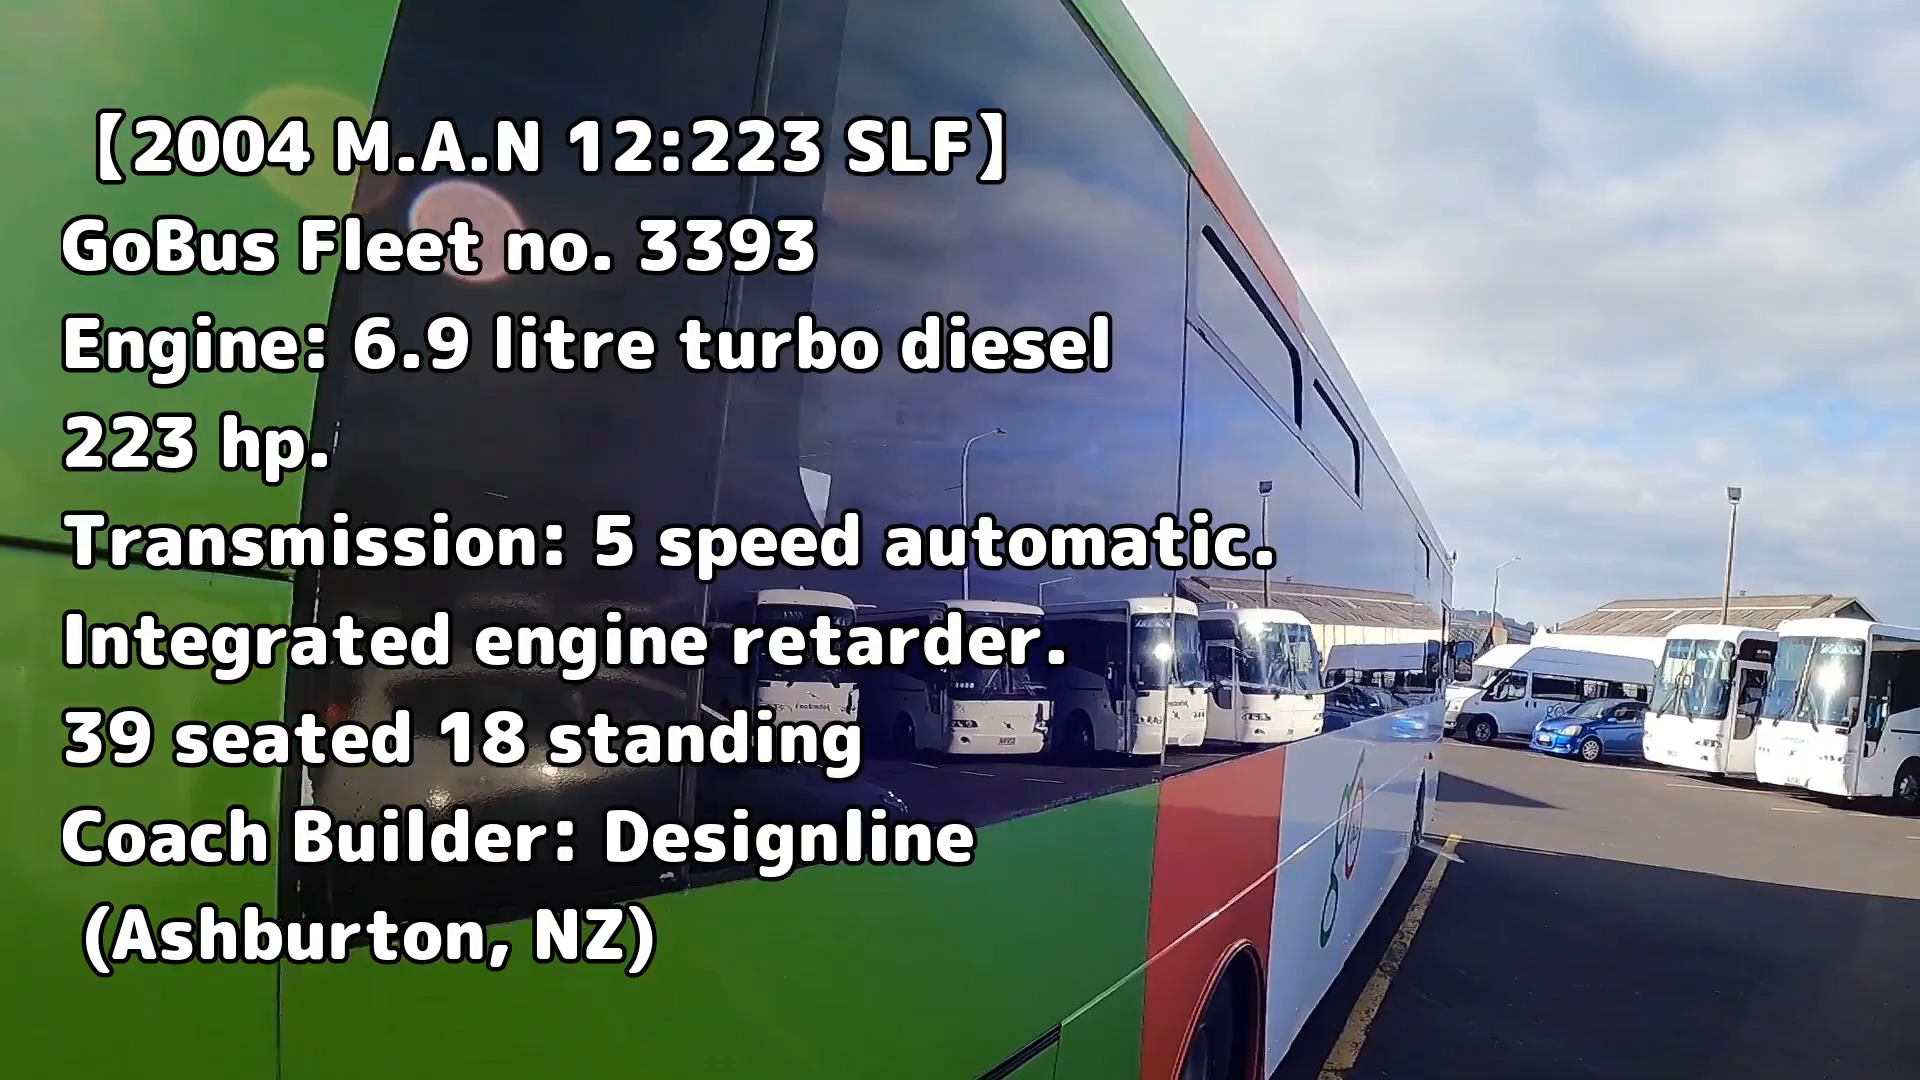 【2004 M.A.N 12:223 SLF】
GoBus Fleet no. 3393
Engine: 6.9 litre turbo diesel
223 hp.
Transmission: 5 speed automatic.
Integrated engine retarder.
39 seated 18 standing
Coach Builder: Designline
(Ashburton, NZ)
go